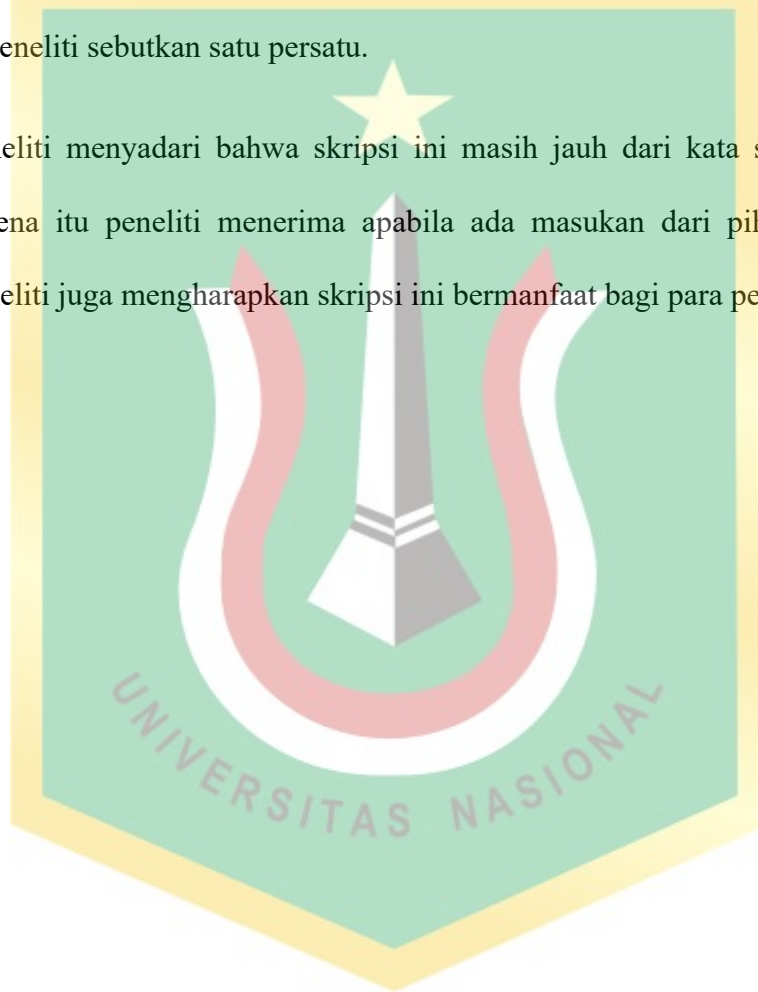 eneliti sebutkan satu persatu.
eliti menyadari bahwa skripsi ini masih jauh dari kata s
ena itu peneliti menerima apabila ada masukan dari pih
eliti juga mengharapkan skripsi ini bermanfaat bagi para pe
UNIVERSITAS NASIONAL